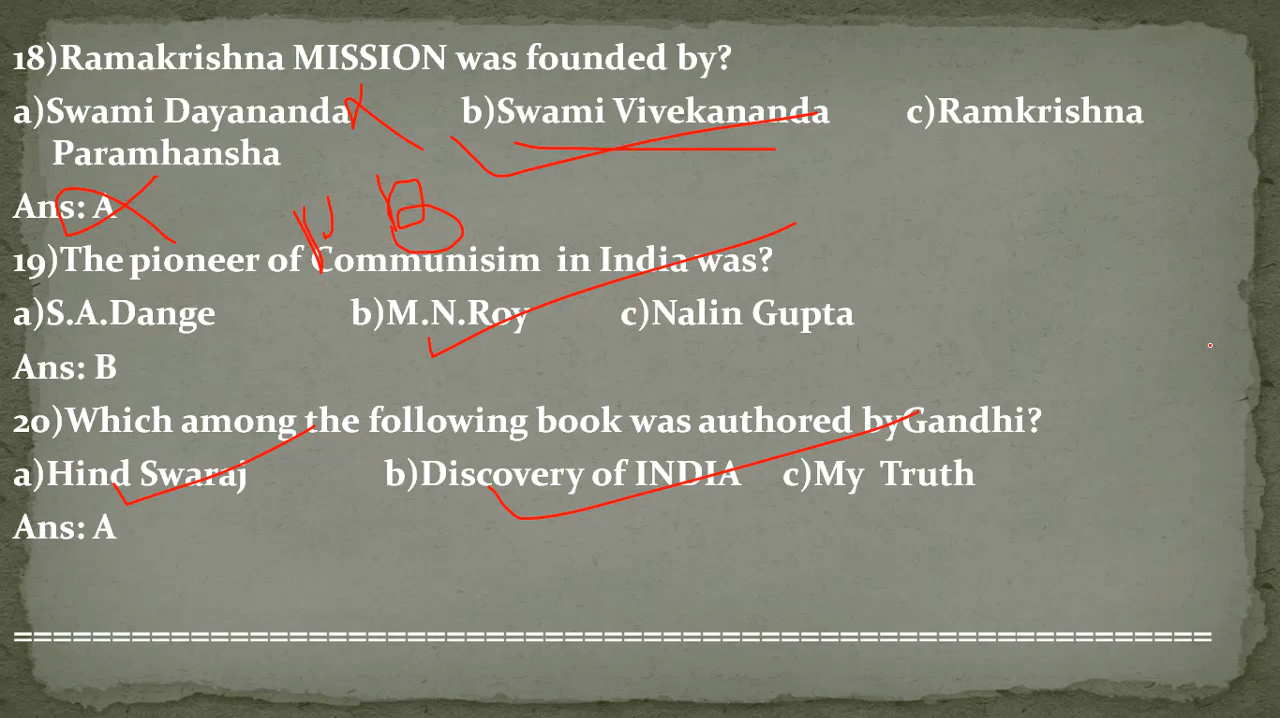 18)Ramakrishna MISSION was founded by?
a)Swami Dayananda b)Swami Vivekananda c)Ramkrishna
Paramhansha
Ans: A
B
19)The pioneer of Communisim in India was?
a)S.A.Dange b)M.N.Roy c)Nalin Gupta
Ans: B
20)Which among the following book was authored byGandhi?
a)Hind Swaraj b)Discovery of INDIA c)My Truth
Ans: A
==============================================================